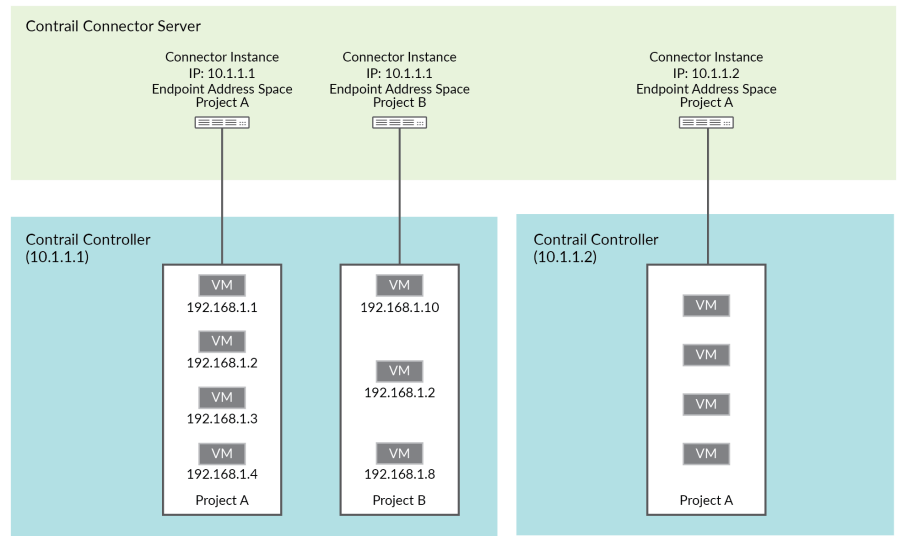 Contrail Connector Server
Connector Instance
IP: 10.1.1.1
Endpoint Address Space
Project A
Connector Instance
IP: 10.1.1.1
Endpoint Address Space
Project B
Connector Instance
IP: 10.1.1.2
Endpoint Address Space
Project A
Contrail Controller
(10.1.1.1)
VM
192.168.1.1
VM
192.168.1.2
VM
192.168.1.3
VM
192.168.1.4
Project A
VM
192.168.1.10
VM
192.168.1.2
VM
192.168.1.8
Project B
Contrail Controller
(10.1.1.2)
VM
VM
VM
VM
Project A